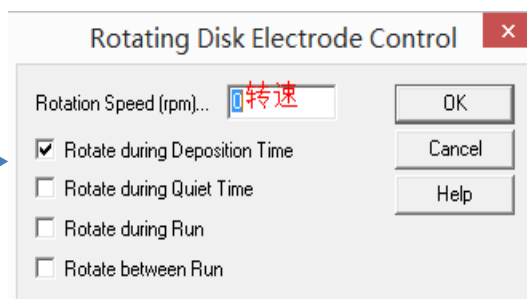 Rotating Disk Electrode Control
Rotation Speed (rpm)... 0转速
OK
Rotate during Deposition Time
Cancel
Rotate during Quiet Time
Help
Rotate during Run
Rotate between Run